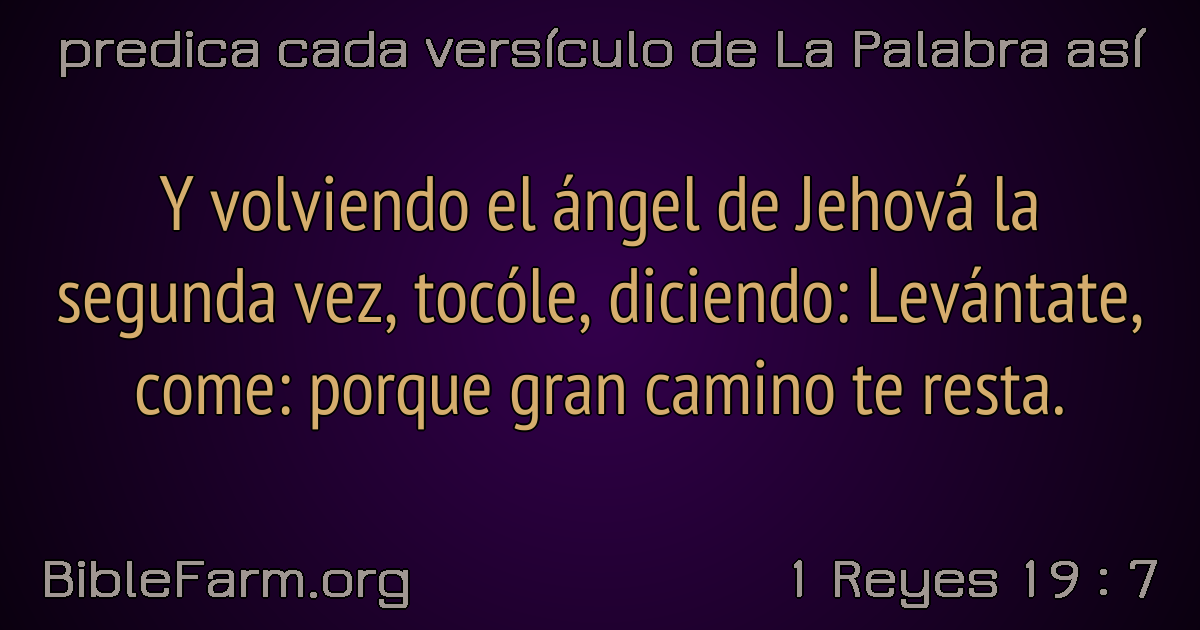 predica cada versículo de La Palabra así
Y volviendo el ángel de Jehová la
segunda vez, tocóle, diciendo: Levántate,
come: porque gran camino te resta.
BibleFarm.org
1 Reyes 19 : 7